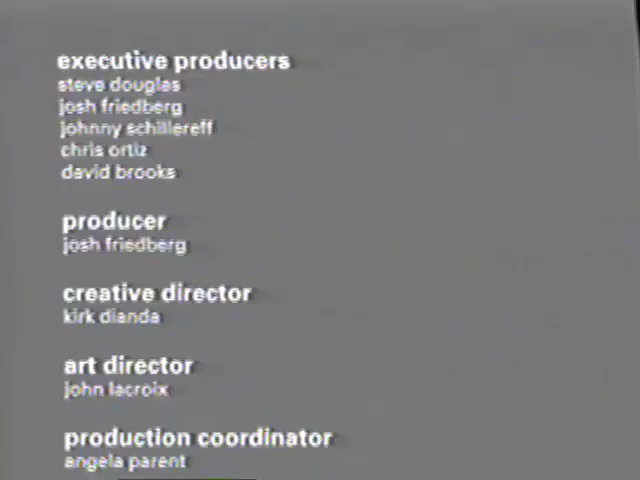 executive producers
steve douglas
josh friedberg
johnny schillereff
chris ortiz
david brooks
producer
josh friedberg
creative director
kirk dianda
art director
john lacroix
production coordinator
angela parent